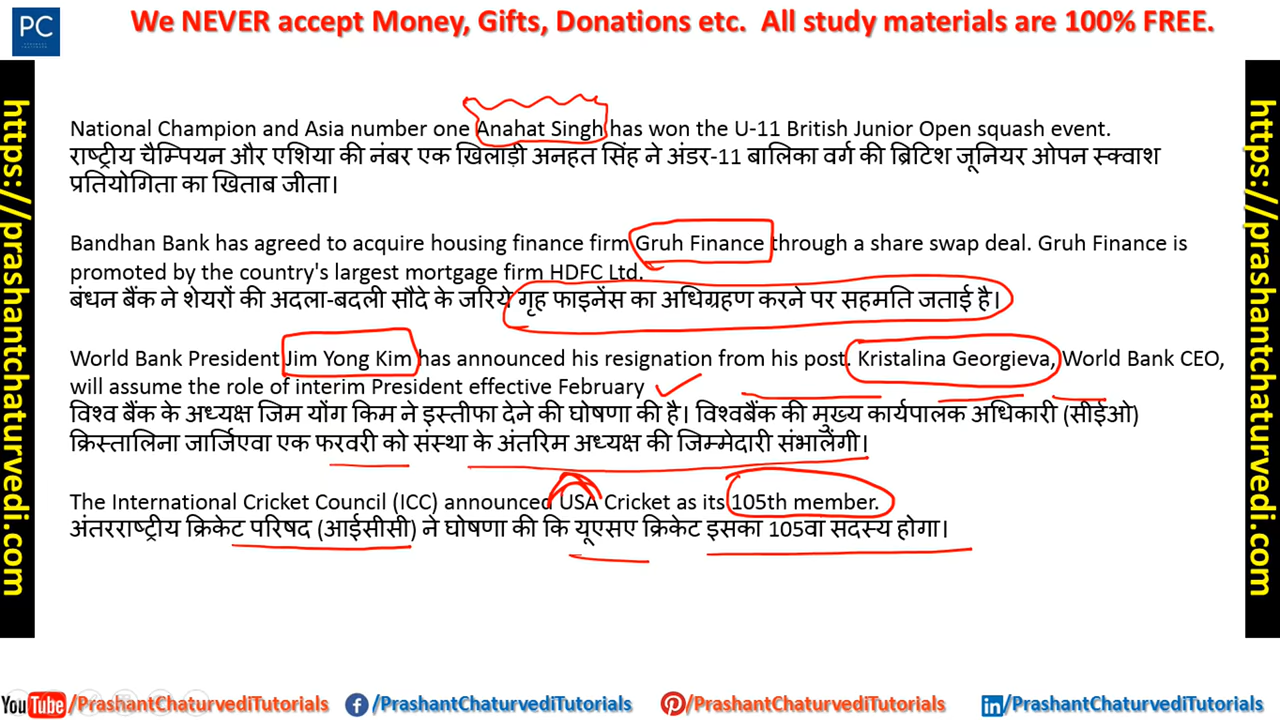 PC
PRASHANT
We NEVER accept Money, Gifts, Donations etc. All study materials are 100% FREE.
https://prashantchaturvedi.com
National Champion and Asia number one Anahat Singh has won the U-11 British Junior Open squash event.
राष्ट्रीय चैम्पियन और एशिया की नंबर एक खिलाड़ी अनहत सिंह ने अंडर-11 बालिका वर्ग की ब्रिटिश जूनियर ओपन स्क्वाश
प्रतियोगिता का खिताब जीता।
Bandhan Bank has agreed to acquire housing finance firm Gruh Finance through a share swap deal. Gruh Finance is
promoted by the country's largest mortgage firm HDFC Ltd.
बंधन बैंक ने शेयरों की अदला-बदली सौदे के जरिये गृह फाइनेंस का अधिग्रहण करने पर सहमति जताई है।
World Bank President Jim Yong Kim has announced his resignation from his post. Kristalina Georgieva, World Bank CEO,
will assume the role of interim President effective February
विश्व बैंक के अध्यक्ष जिम योंग किम ने इस्तीफा देने की घोषणा की है। विश्वबैंक की मुख्य कार्यपालक अधिकारी (सीईओ)
क्रिस्तालिना जार्जिएवा एक फरवरी को संस्था के अंतरिम अध्यक्ष की जिम्मेदारी संभालेंगी।
The International Cricket Council (ICC) announced USA Cricket as its 105th member.
अंतरराष्ट्रीय क्रिकेट परिषद (आईसीसी) ने घोषणा की कि यूएसए क्रिकेट इसका 105वा सदस्य होगा।
https://prashantchaturvedi.com
YouTube/PrashantChaturvediTutorials f/PrashantChaturvediTutorials /PrashantChaturvediTutorials in/PrashantChaturvediTutorials